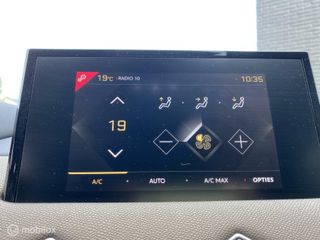 19°C RADIO 10 10:35
19
A/C AUTO A/C MAX OPTIES
mobilox